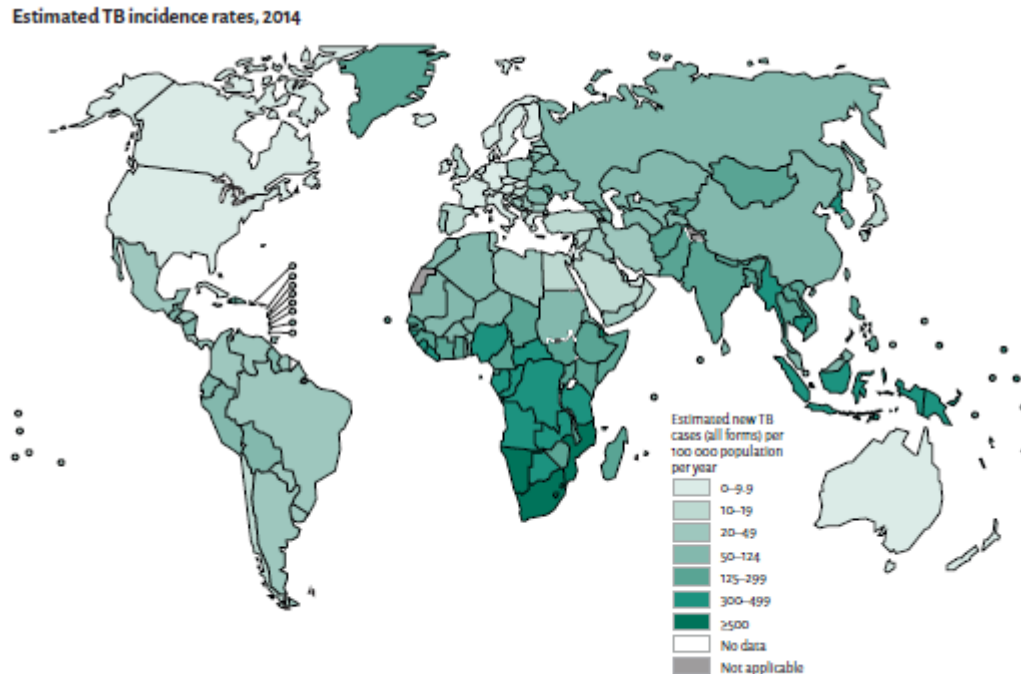 Estimated TB incidence rates, 2014
Estimated new TB
cases (all forms) per
100 000 population
per year
0–9.9
10–19
20–49
50–124
125–299
300–499
≥500
No data
Not applicable